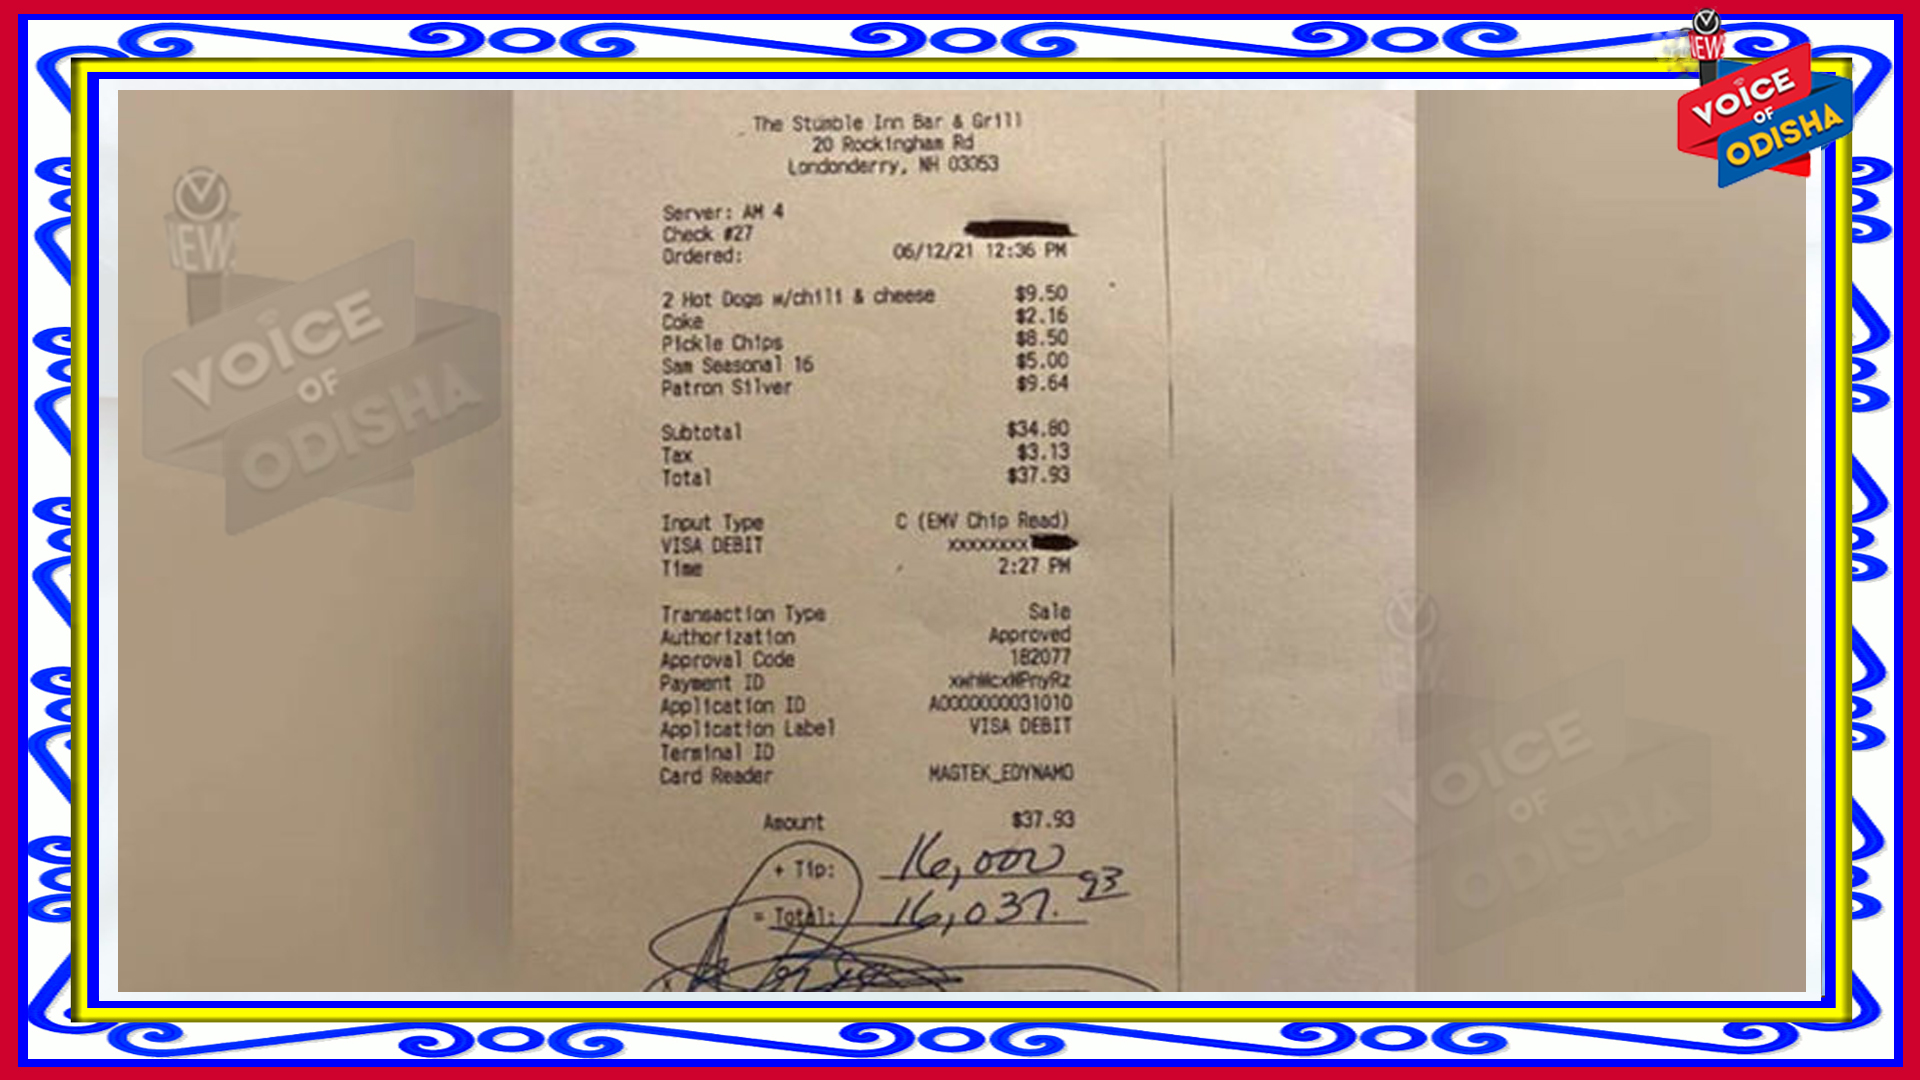 NEWS
VOICE
OF
ODISHA
The Stumble Inn Bar & Grill
20 Rockingham Rd
Londonderry, NH 03053
Server: AM 4
Check #27
Ordered: 06/12/21 12:36 PM
2 Hot Dogs w/chili & cheese $9.50
Coke $2.16
Pickle Chips $8.50
Sam Seasonal 16 $5.00
Patron Silver $9.64
Subtotal $34.80
Tax $3.13
Total $37.93
Input Type C (EMV Chip Read)
VISA DEBIT xxxxxxxx
Time 2:27 PM
Transaction Type Sale
Authorization Approved
Approval Code 182077
Payment ID
Application ID A0000000031010
Application Label VISA DEBIT
Terminal ID
Card Reader MAGTEK_EDYNAMO
Amount $37.93
+ Tip: 16,000
= Total: 16,037.93
VOICE
OF
ODISHA
VOICE
OF
ODISHA